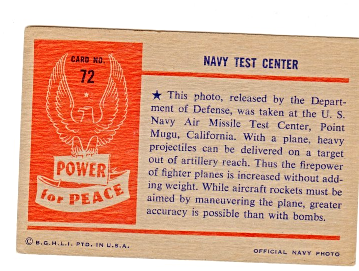 CARD NO.
72
POWER
for PEACE
NAVY TEST CENTER
★ This photo, released by the Depart-
ment of Defense, was taken at the U. S.
Navy Air Missile Test Center, Point
Mugu, California. With a plane, heavy
projectiles can be delivered on a target
out of artillery reach. Thus the firepower
of fighter planes is increased without add-
ing weight. While aircraft rockets must be
aimed by maneuvering the plane, greater
accuracy is possible than with bombs.
© B.G.H.L.I. PTD. IN U.S.A.
OFFICIAL NAVY PHOTO